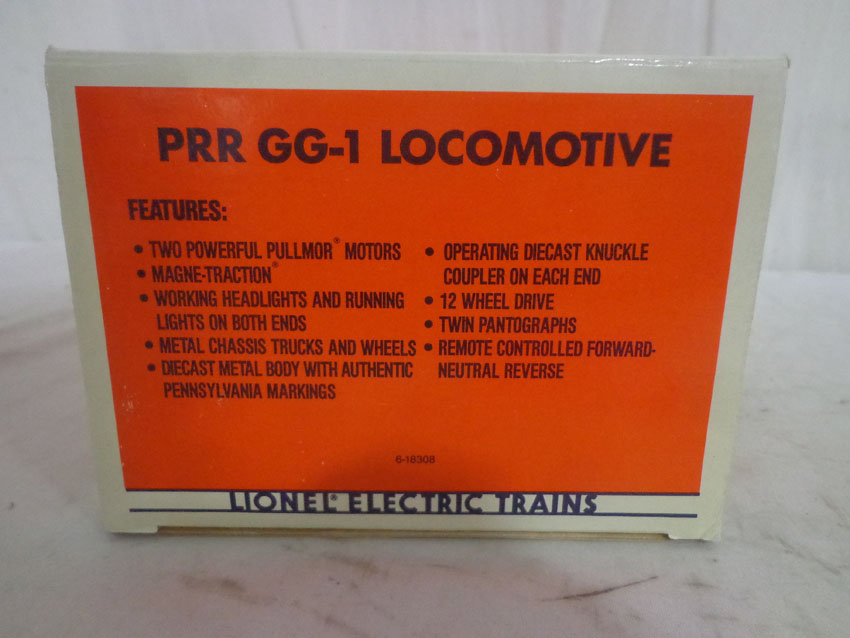 PRR GG-1 LOCOMOTIVE
FEATURES:
• TWO POWERFUL PULLMOR® MOTORS
• MAGNE-TRACTION®
• WORKING HEADLIGHTS AND RUNNING
LIGHTS ON BOTH ENDS
• METAL CHASSIS TRUCKS AND WHEELS
• DIECAST METAL BODY WITH AUTHENTIC
PENNSYLVANIA MARKINGS
• OPERATING DIECAST KNUCKLE
COUPLER ON EACH END
• 12 WHEEL DRIVE
• TWIN PANTOGRAPHS
• REMOTE CONTROLLED FORWARD-
NEUTRAL REVERSE
6-18308
LIONEL® ELECTRIC TRAINS